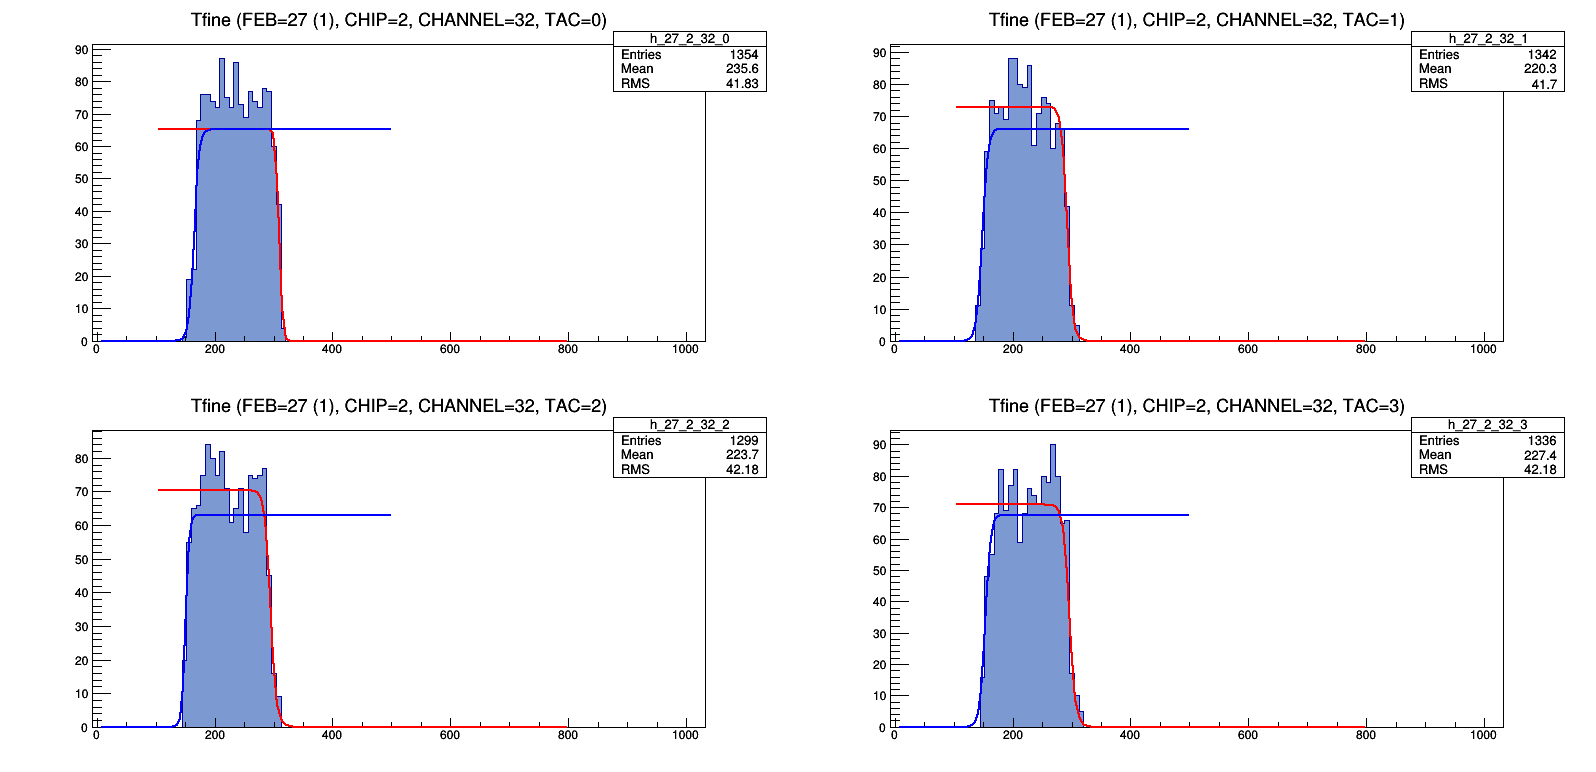 Tfine (FEB=27 (1), CHIP=2, CHANNEL=32, TAC=0)
h_27_2_32_0
Entries 1354
Mean 235.6
RMS 41.83
90
80
70
60
50
40
30
20
10
0
0 200 400 600 800 1000
Tfine (FEB=27 (1), CHIP=2, CHANNEL=32, TAC=1)
h_27_2_32_1
Entries 1342
Mean 220.3
RMS 41.7
90
80
70
60
50
40
30
20
10
0
0 200 400 600 800 1000
Tfine (FEB=27 (1), CHIP=2, CHANNEL=32, TAC=2)
h_27_2_32_2
Entries 1299
Mean 223.7
RMS 42.18
80
70
60
50
40
30
20
10
0
0 200 400 600 800 1000
Tfine (FEB=27 (1), CHIP=2, CHANNEL=32, TAC=3)
h_27_2_32_3
Entries 1336
Mean 227.4
RMS 42.18
90
80
70
60
50
40
30
20
10
0
0 200 400 600 800 1000